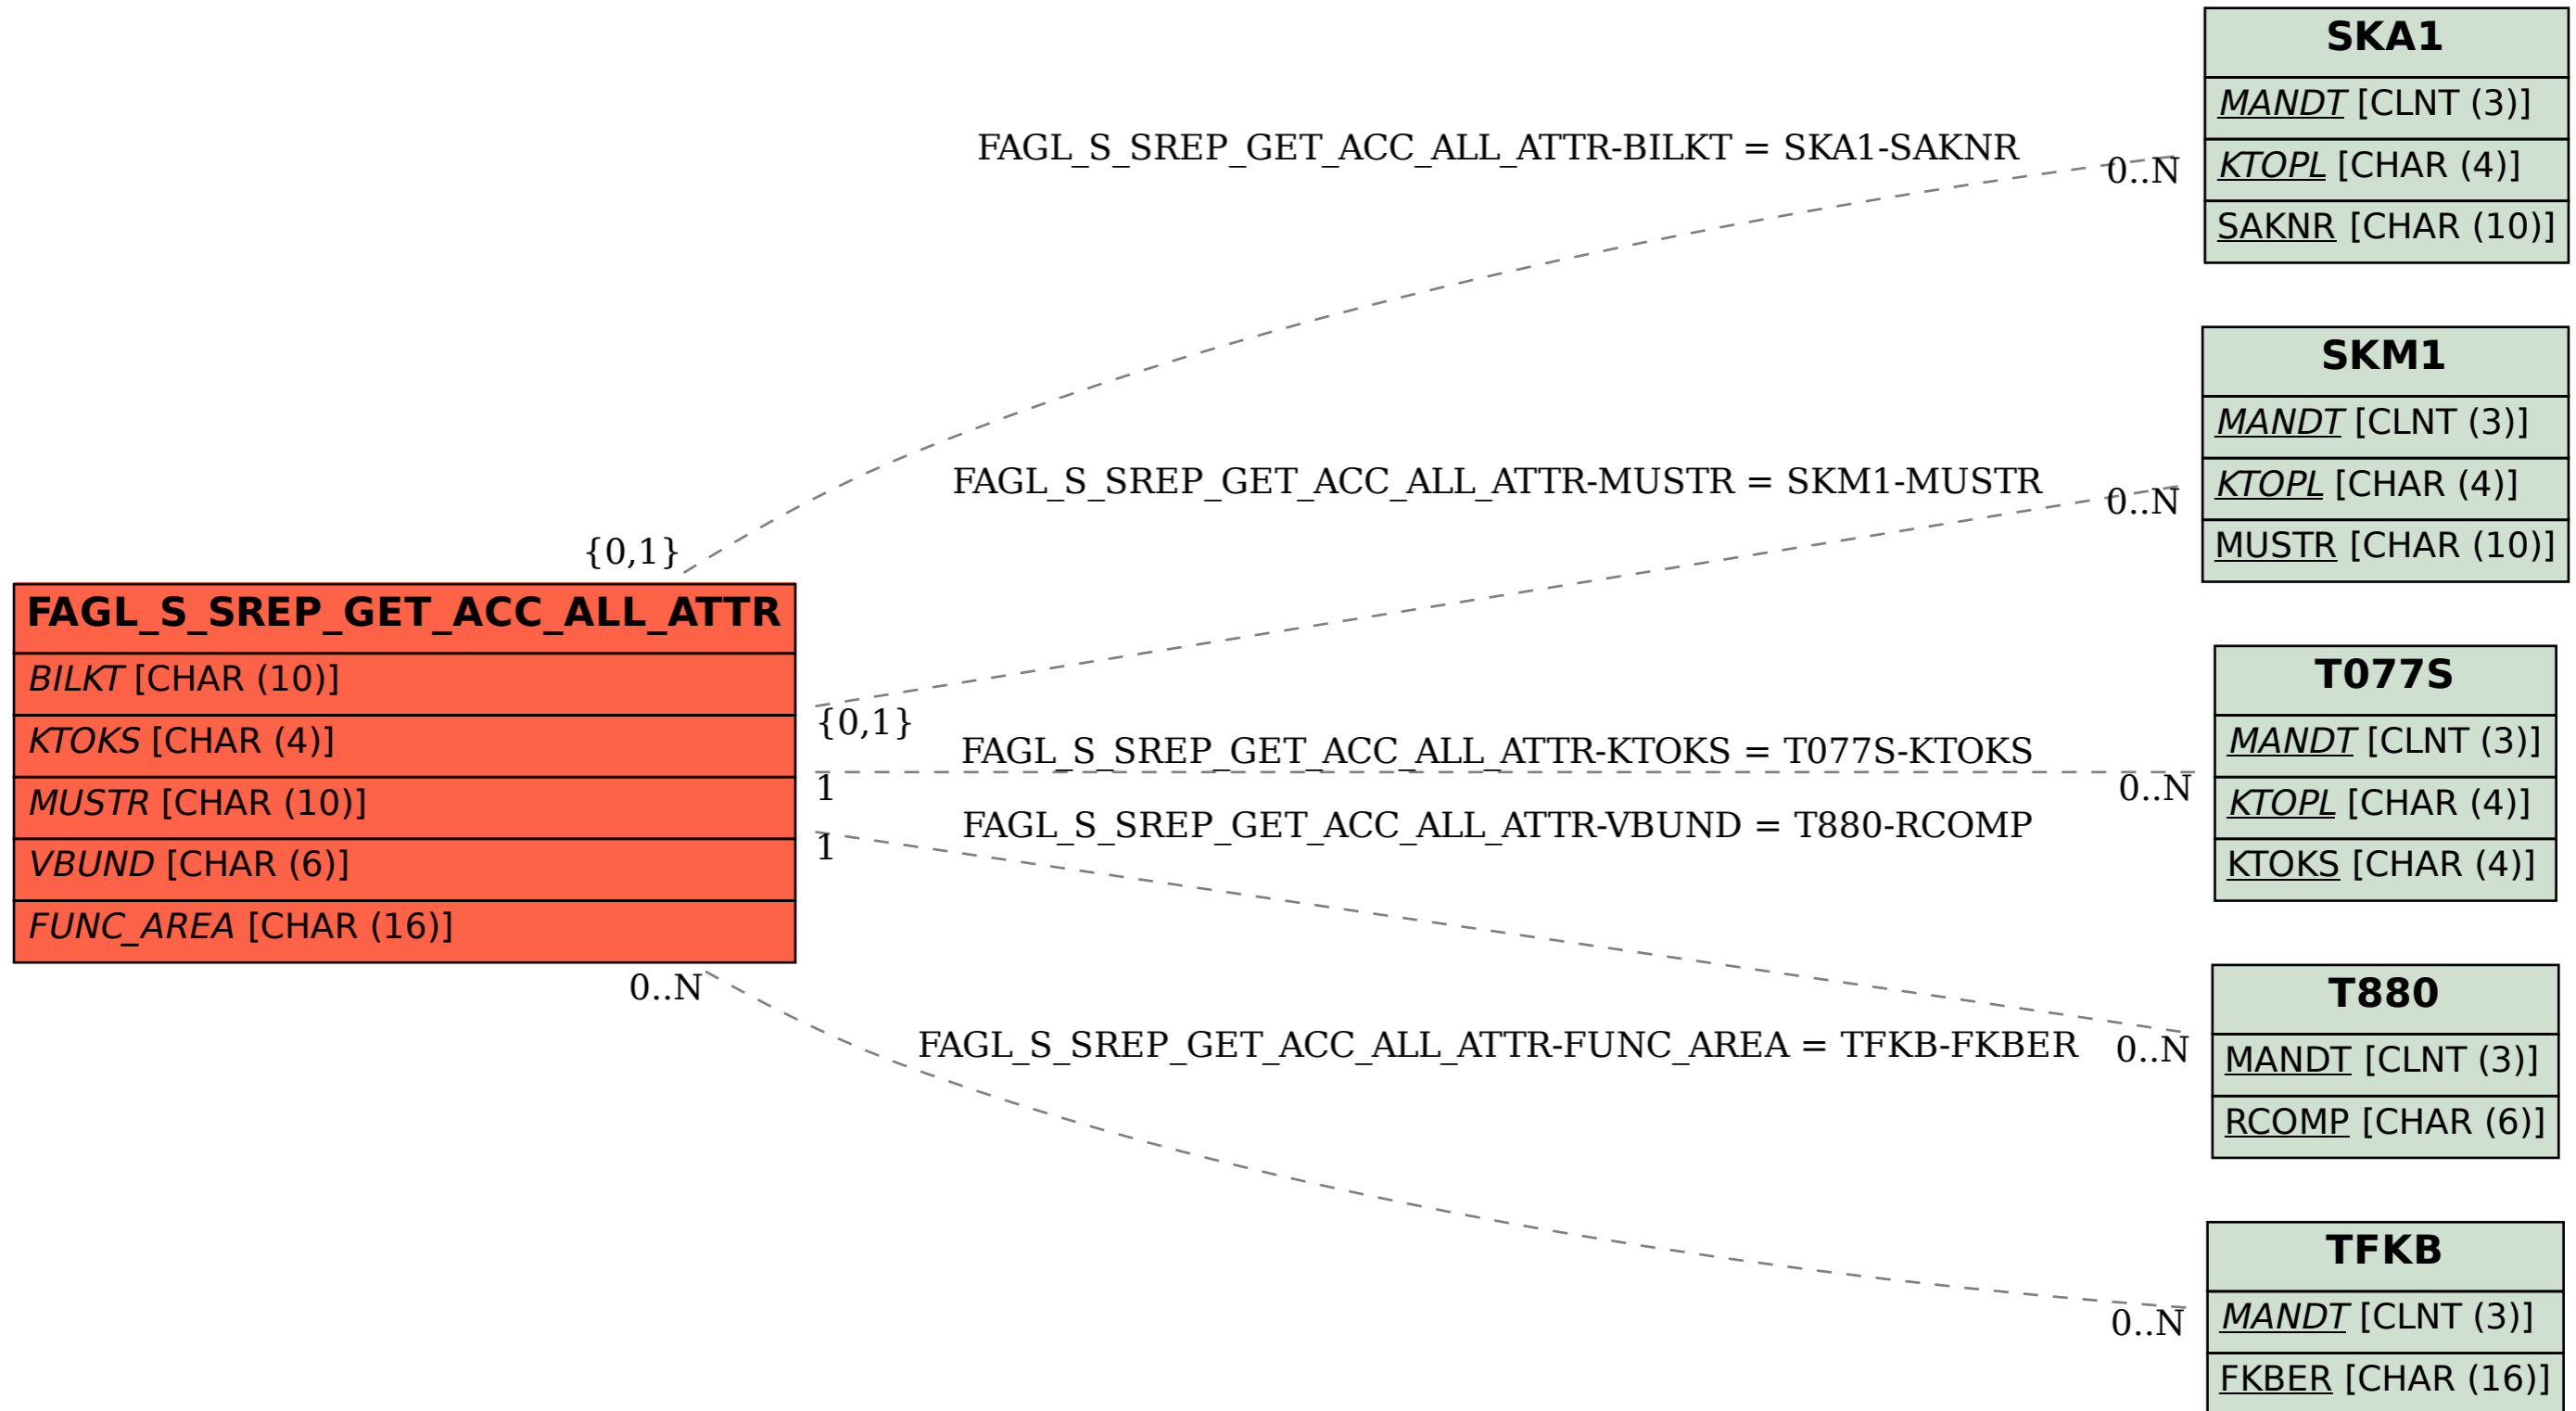 SKA1
MANDT [CLNT (3)]
KTOPL [CHAR (4)]
SAKNR [CHAR (10)]
FAGL_S_SREP_GET_ACC_ALL_ATTR-BILKT = SKA1-SAKNR
0..N
{0,1}
SKM1
MANDT [CLNT (3)]
KTOPL [CHAR (4)]
MUSTR [CHAR (10)]
FAGL_S_SREP_GET_ACC_ALL_ATTR-MUSTR = SKM1-MUSTR
0..N
{0,1}
FAGL_S_SREP_GET_ACC_ALL_ATTR
BILKT [CHAR (10)]
KTOKS [CHAR (4)]
MUSTR [CHAR (10)]
VBUND [CHAR (6)]
FUNC_AREA [CHAR (16)]
FAGL_S_SREP_GET_ACC_ALL_ATTR-KTOKS = T077S-KTOKS
1
0..N
T077S
MANDT [CLNT (3)]
KTOPL [CHAR (4)]
KTOKS [CHAR (4)]
FAGL_S_SREP_GET_ACC_ALL_ATTR-VBUND = T880-RCOMP
1
0..N
T880
MANDT [CLNT (3)]
RCOMP [CHAR (6)]
0..N
FAGL_S_SREP_GET_ACC_ALL_ATTR-FUNC_AREA = TFKB-FKBER
0..N
TFKB
MANDT [CLNT (3)]
FKBER [CHAR (16)]